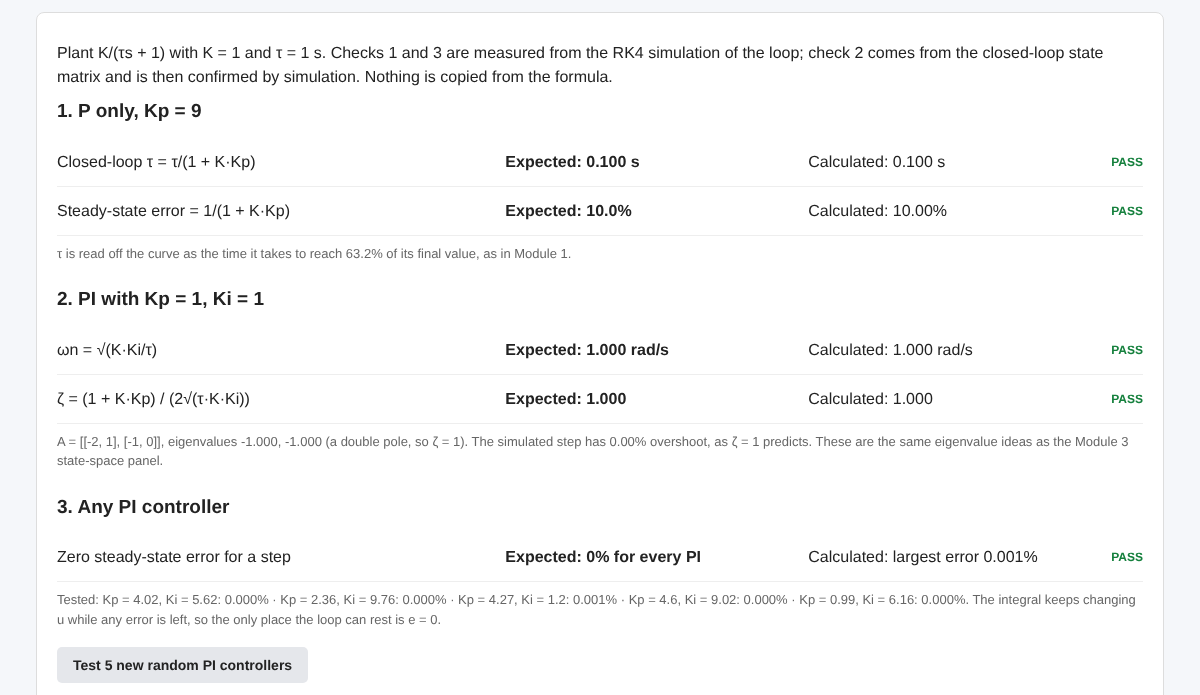 Plant K/(τs + 1) with K = 1 and τ = 1 s. Checks 1 and 3 are measured from the RK4 simulation of the loop; check 2 comes from the closed-loop state
matrix and is then confirmed by simulation. Nothing is copied from the formula.
1. P only, Kp = 9
Closed-loop τ = τ/(1 + K·Kp) Expected: 0.100 s Calculated: 0.100 s PASS
Steady-state error = 1/(1 + K·Kp) Expected: 10.0% Calculated: 10.00% PASS
τ is read off the curve as the time it takes to reach 63.2% of its final value, as in Module 1.
2. PI with Kp = 1, Ki = 1
ωn = √(K·Ki/τ) Expected: 1.000 rad/s Calculated: 1.000 rad/s PASS
ζ = (1 + K·Kp) / (2√(τ·K·Ki)) Expected: 1.000 Calculated: 1.000 PASS
A = [[-2, 1], [-1, 0]], eigenvalues -1.000, -1.000 (a double pole, so ζ = 1). The simulated step has 0.00% overshoot, as ζ = 1 predicts. These are the same eigenvalue ideas as the Module 3
state-space panel.
3. Any PI controller
Zero steady-state error for a step Expected: 0% for every PI Calculated: largest error 0.001% PASS
Tested: Kp = 4.02, Ki = 5.62: 0.000% · Kp = 2.36, Ki = 9.76: 0.000% · Kp = 4.27, Ki = 1.2: 0.001% · Kp = 4.6, Ki = 9.02: 0.000% · Kp = 0.99, Ki = 6.16: 0.000%. The integral keeps changing
u while any error is left, so the only place the loop can rest is e = 0.
Test 5 new random PI controllers